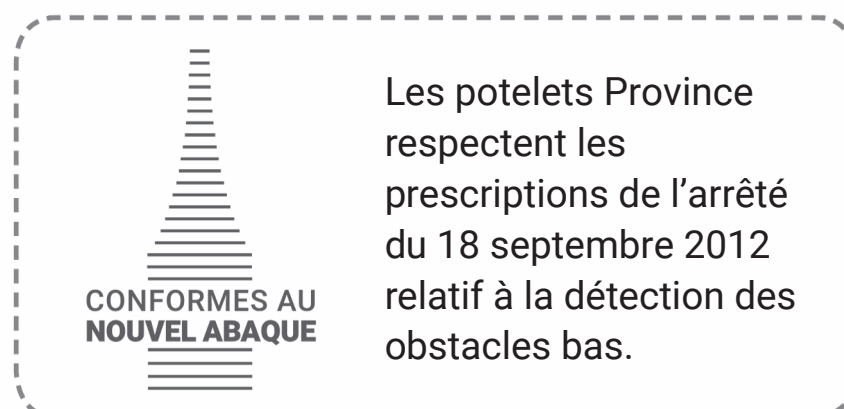 CONFORMES AU
NOUVEL ABAQUE
Les potelets Province
respectent les
prescriptions de l’arrêté
du 18 septembre 2012
relatif à la détection des
obstacles bas.